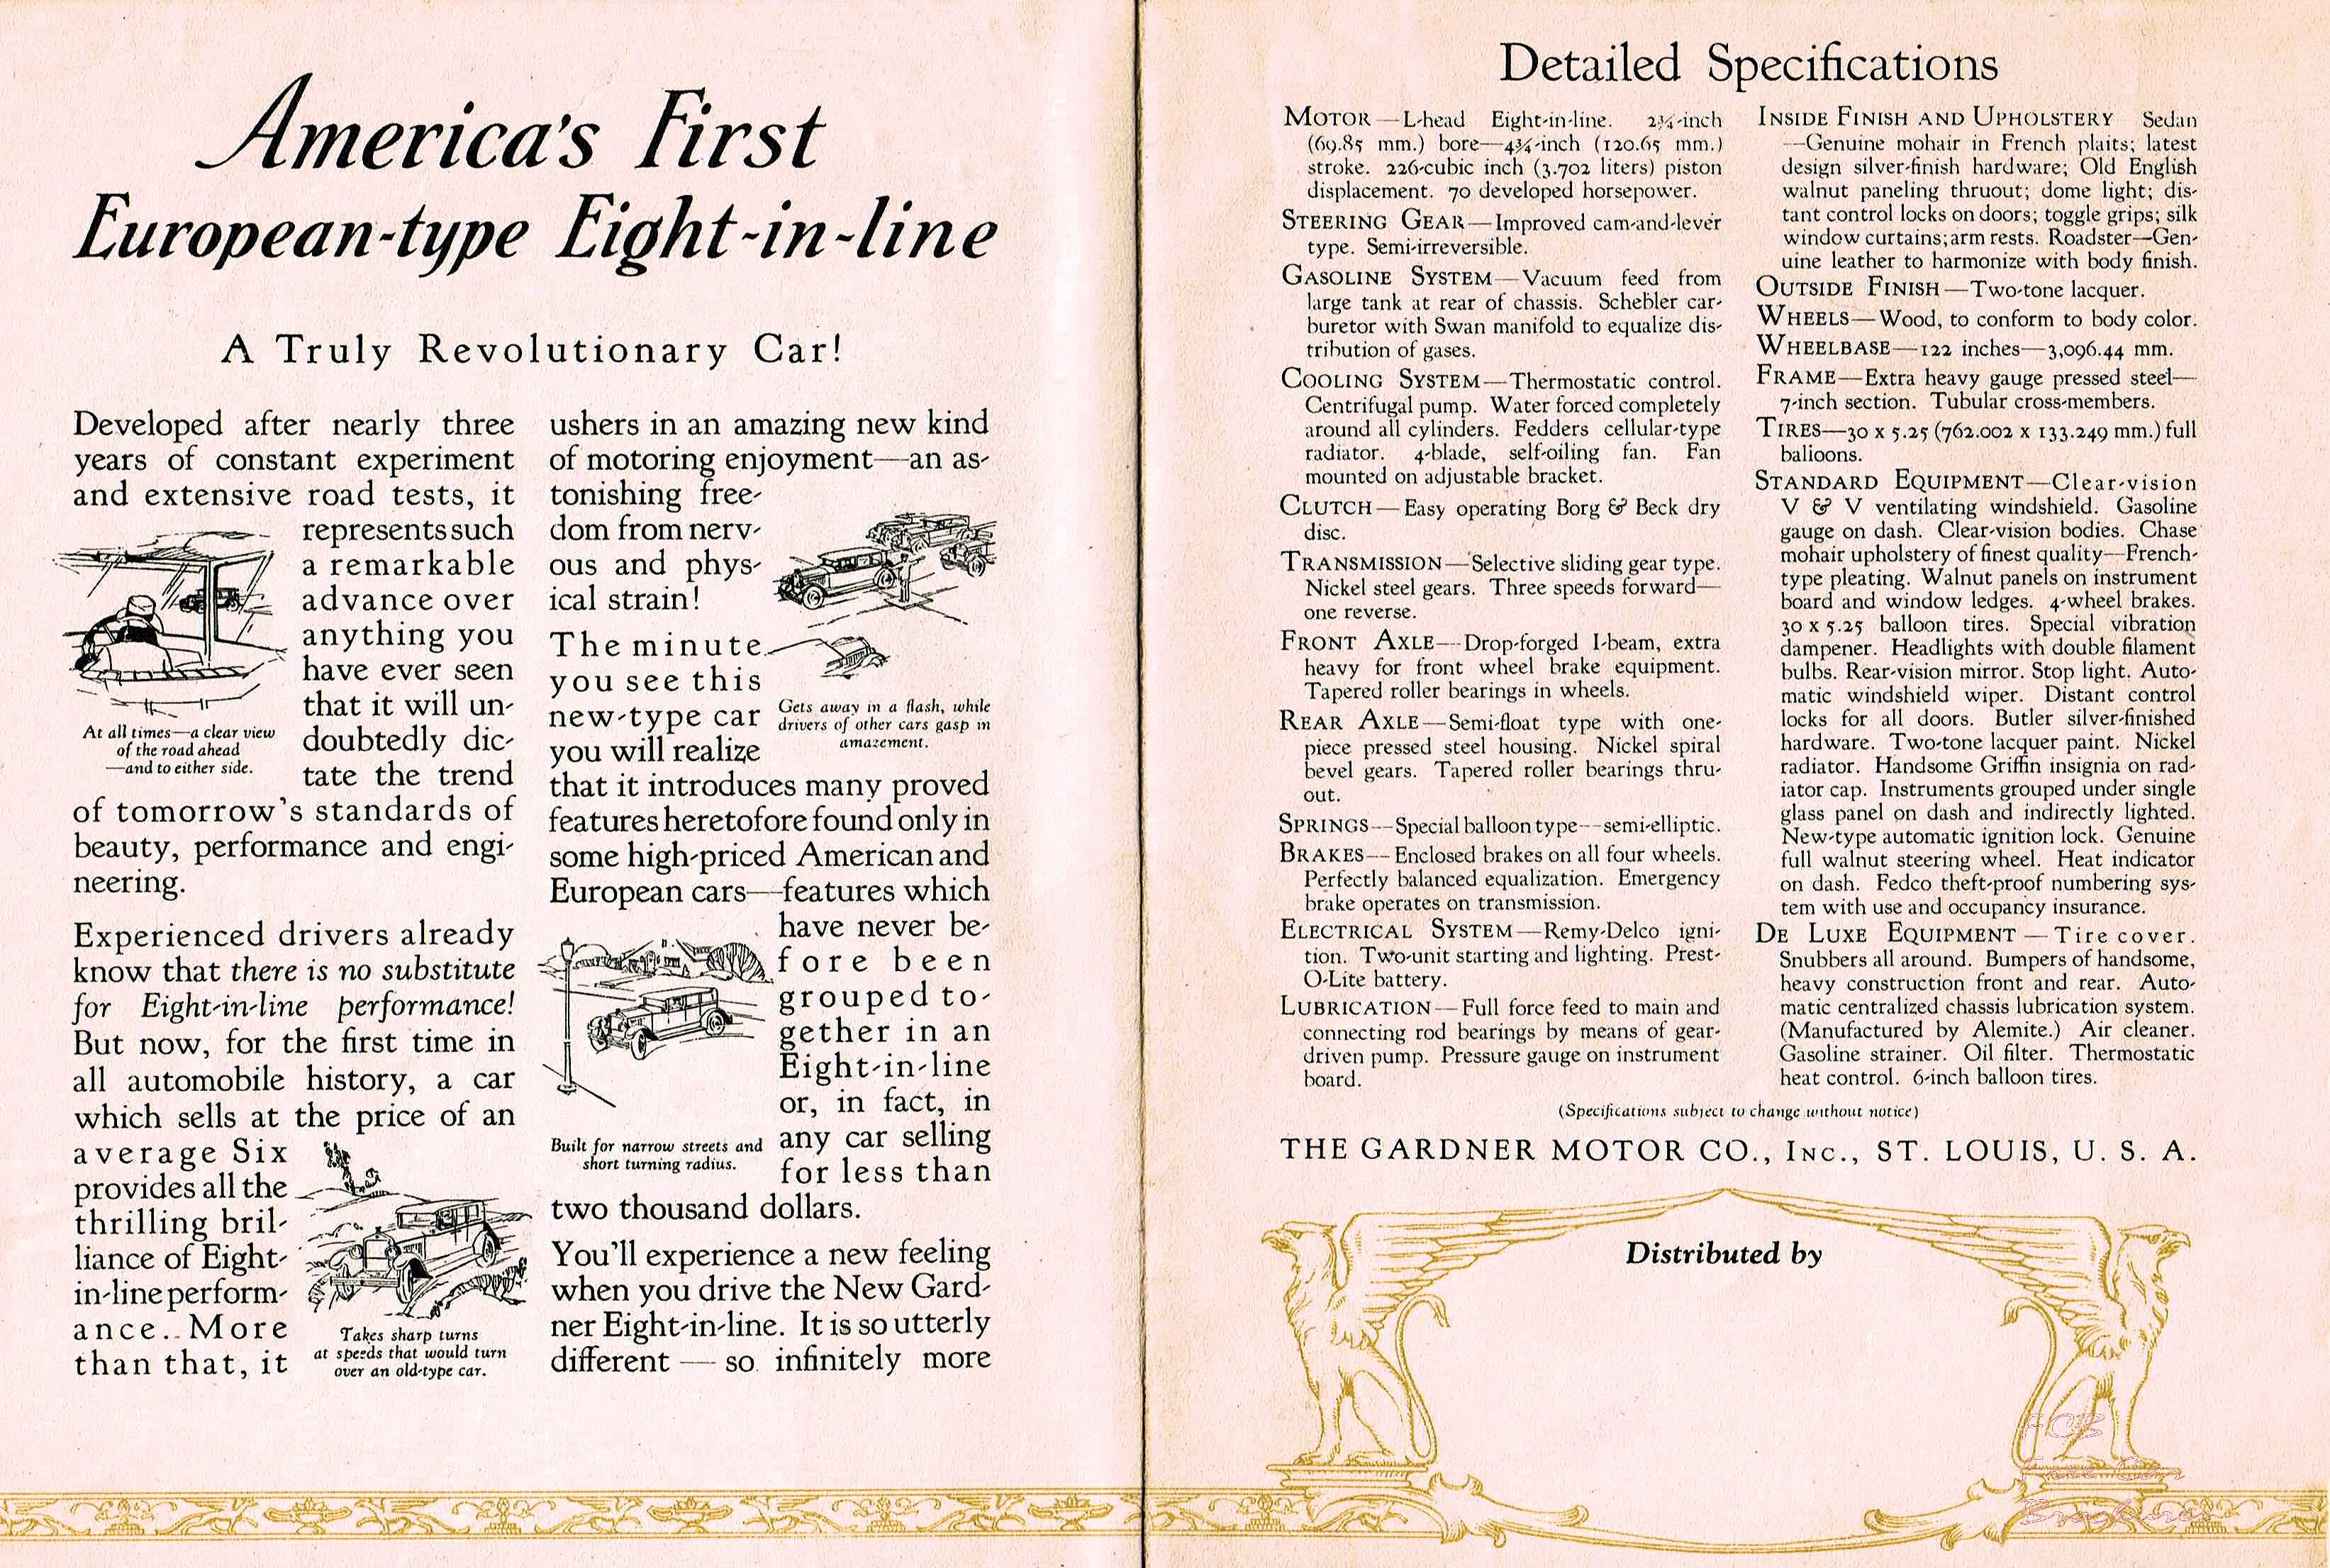 America's First
European-type Eight-in-line
A Truly Revolutionary Car!
Developed after nearly three
years of constant experiment
and extensive road tests, it
represents such
a remarkable
advance over
anything you
have ever seen
that it will un-
doubtedly dic-
tate the trend
of tomorrow's standards of
beauty, performance and engi-
neering.
At all times—a clear view
of the road ahead
—and to either side.
Experienced drivers already
know that there is no substitute
for Eight-in-line performance!
But now, for the first time in
all automobile history, a car
which sells at the price of an
average Six
provides all the
thrilling bril-
liance of Eight-
in-line perform-
ance.. More
than that, it
Takes sharp turns
at speeds that would turn
over an old-type car.
ushers in an amazing new kind
of motoring enjoyment—an as-
tonishing free-
dom from nerv-
ous and phys-
ical strain!
The minute
you see this
new-type car
you will realize
that it introduces many proved
features heretofore found only in
some high-priced American and
European cars—features which
have never be-
fore been
grouped to-
gether in an
Eight-in-line
or, in fact, in
any car selling
for less than
two thousand dollars.
Gets away in a flash, while
drivers of other cars gasp in
amazement.
Built for narrow streets and
short turning radius.
You'll experience a new feeling
when you drive the New Gard-
ner Eight-in-line. It is so utterly
different — so infinitely more
Detailed Specifications
MOTOR—L-head Eight-in-line. 2¾-inch
(69.85 mm.) bore—4¾-inch (120.65 mm.)
stroke. 226-cubic inch (3.702 liters) piston
displacement. 70 developed horsepower.
STEERING GEAR—Improved cam-and-lever
type. Semi-irreversible.
GASOLINE SYSTEM—Vacuum feed from
large tank at rear of chassis. Schebler car-
buretor with Swan manifold to equalize dis-
tribution of gases.
COOLING SYSTEM—Thermostatic control.
Centrifugal pump. Water forced completely
around all cylinders. Fedders cellular-type
radiator. 4-blade, self-oiling fan. Fan
mounted on adjustable bracket.
CLUTCH—Easy operating Borg & Beck dry
disc.
TRANSMISSION—Selective sliding gear type.
Nickel steel gears. Three speeds forward—
one reverse.
FRONT AXLE—Drop-forged I-beam, extra
heavy for front wheel brake equipment.
Tapered roller bearings in wheels.
REAR AXLE—Semi-float type with one-
piece pressed steel housing. Nickel spiral
bevel gears. Tapered roller bearings thru-
out.
SPRINGS—Special balloon type—semi-elliptic.
BRAKES—Enclosed brakes on all four wheels.
Perfectly balanced equalization. Emergency
brake operates on transmission.
ELECTRICAL SYSTEM—Remy-Delco igni-
tion. Two-unit starting and lighting. Prest-
O-Lite battery.
LUBRICATION—Full force feed to main and
connecting rod bearings by means of gear-
driven pump. Pressure gauge on instrument
board.
INSIDE FINISH AND UPHOLSTERY Sedan
—Genuine mohair in French plaits; latest
design silver-finish hardware; Old English
walnut paneling thruout; dome light; dis-
tant control locks on doors; toggle grips; silk
window curtains; arm rests. Roadster—Gen-
uine leather to harmonize with body finish.
OUTSIDE FINISH—Two-tone lacquer.
WHEELS—Wood, to conform to body color.
WHEELBASE—122 inches—3,096.44 mm.
FRAME—Extra heavy gauge pressed steel—
7-inch section. Tubular cross-members.
TIRES—30 x 5.25 (762.002 x 133.249 mm.) full
balloons.
STANDARD EQUIPMENT—Clear-vision
V & V ventilating windshield. Gasoline
gauge on dash. Clear-vision bodies. Chase
mohair upholstery of finest quality—French-
type pleating. Walnut panels on instrument
board and window ledges. 4-wheel brakes.
30 x 5.25 balloon tires. Special vibration
dampener. Headlights with double filament
bulbs. Rear-vision mirror. Stop light. Auto-
matic windshield wiper. Distant control
locks for all doors. Butler silver-finished
hardware. Two-tone lacquer paint. Nickel
radiator. Handsome Griffin insignia on rad-
iator cap. Instruments grouped under single
glass panel on dash and indirectly lighted.
New-type automatic ignition lock. Genuine
full walnut steering wheel. Heat indicator
on dash. Fedco theft-proof numbering sys-
tem with use and occupancy insurance.
DE LUXE EQUIPMENT—Tire cover.
Snubbers all around. Bumpers of handsome,
heavy construction front and rear. Auto-
matic centralized chassis lubrication system.
(Manufactured by Alemite.) Air cleaner.
Gasoline strainer. Oil filter. Thermostatic
heat control. 6-inch balloon tires.
(Specifications subject to change without notice)
THE GARDNER MOTOR CO., INC., ST. LOUIS, U. S. A.
Distributed by
Brochures